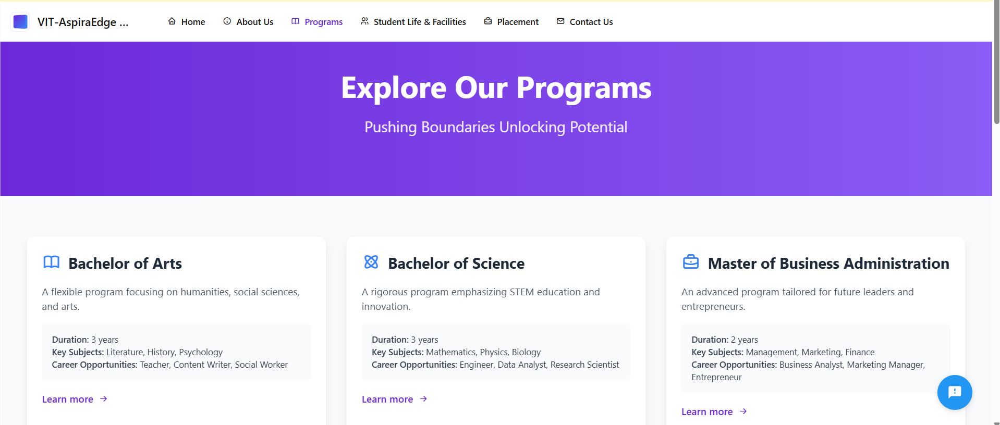 VIT-AspiraEdge ...
Home
About Us
Programs
Student Life & Facilities
Placement
Contact Us
Explore Our Programs
Pushing Boundaries Unlocking Potential
Bachelor of Arts
A flexible program focusing on humanities, social sciences,
and arts.
Duration: 3 years
Key Subjects: Literature, History, Psychology
Career Opportunities: Teacher, Content Writer, Social Worker
Learn more
Bachelor of Science
A rigorous program emphasizing STEM education and
innovation.
Duration: 3 years
Key Subjects: Mathematics, Physics, Biology
Career Opportunities: Engineer, Data Analyst, Research Scientist
Learn more
Master of Business Administration
An advanced program tailored for future leaders and
entrepreneurs.
Duration: 2 years
Key Subjects: Management, Marketing, Finance
Career Opportunities: Business Analyst, Marketing Manager,
Entrepreneur
Learn more